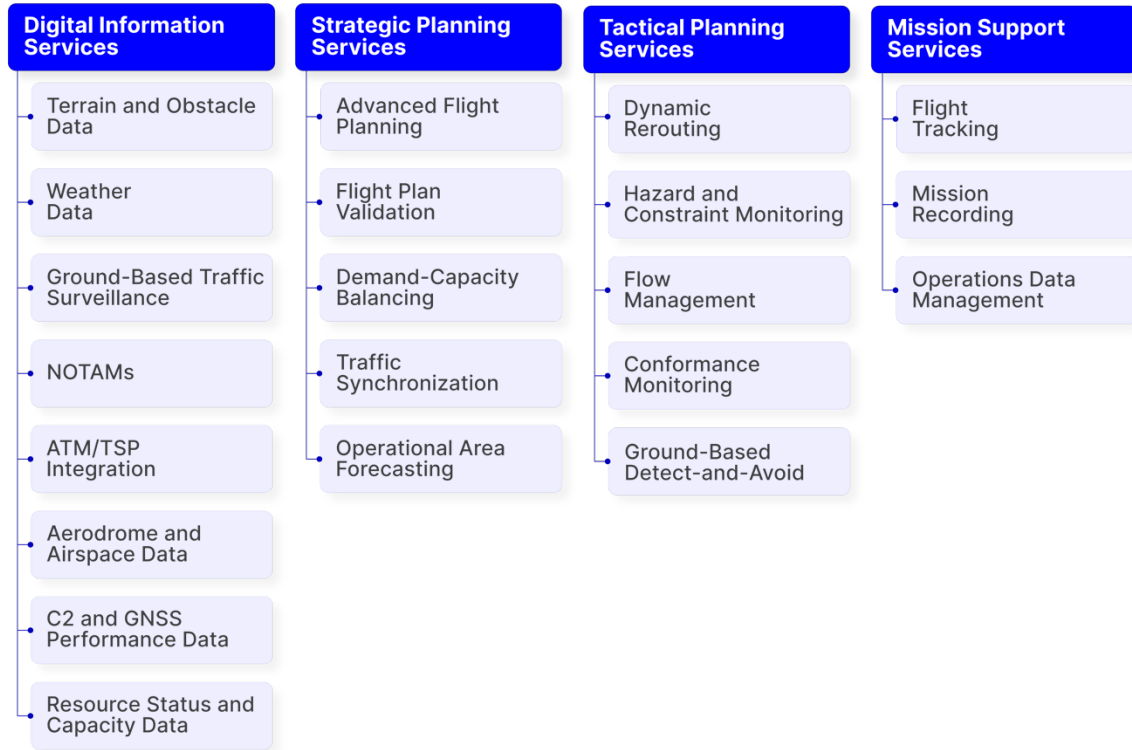 Digital Information
Services
Terrain and Obstacle
Data
Weather
Data
Ground-Based Traffic
Surveillance
NOTAMs
ATM/TSP
Integration
Aerodrome and
Airspace Data
C2 and GNSS
Performance Data
Resource Status and
Capacity Data
Strategic Planning
Services
Advanced Flight
Planning
Flight Plan
Validation
Demand-Capacity
Balancing
Traffic
Synchronization
Operational Area
Forecasting
Tactical Planning
Services
Dynamic
Rerouting
Hazard and
Constraint Monitoring
Flow
Management
Conformance
Monitoring
Ground-Based
Detect-and-Avoid
Mission Support
Services
Flight
Tracking
Mission
Recording
Operations Data
Management